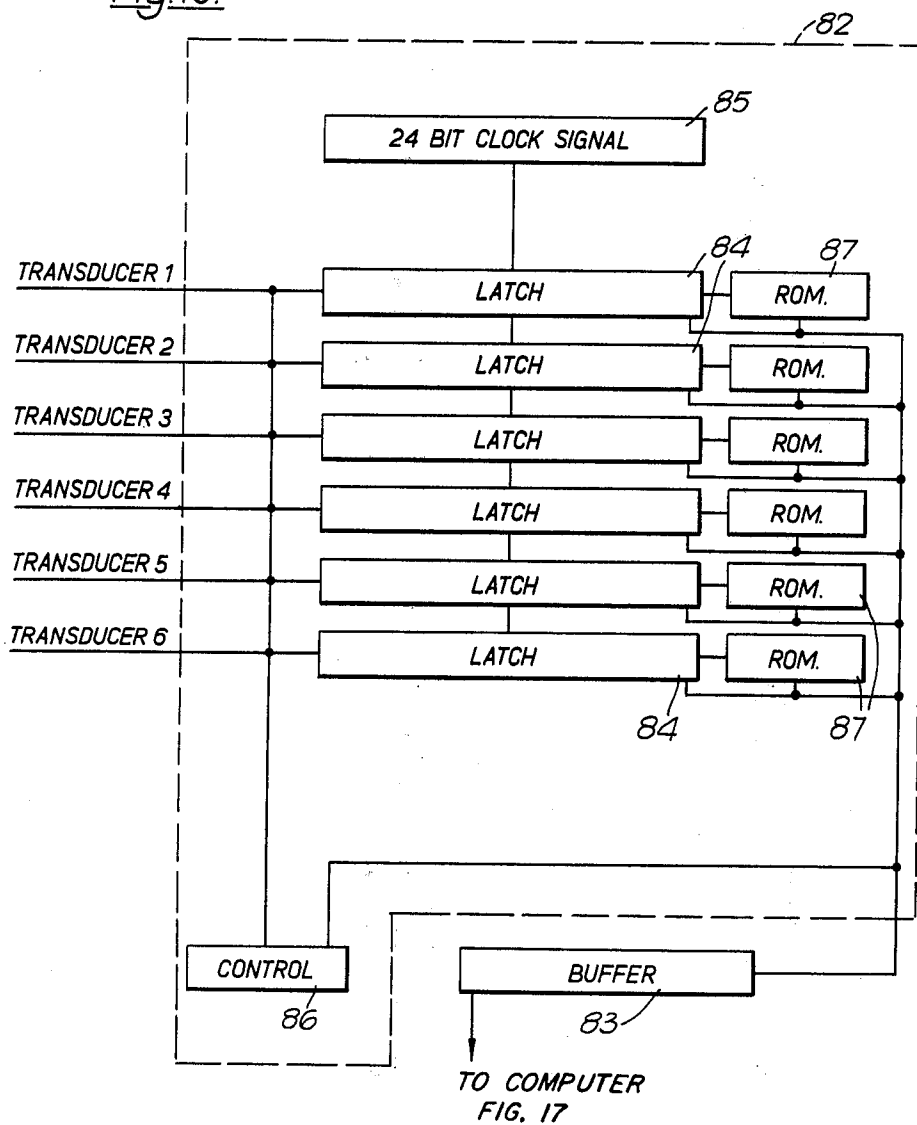 82
85
24 BIT CLOCK SIGNAL
TRANSDUCER 1
LATCH
84
84
ROM.
87
TRANSDUCER 2
LATCH
ROM.
TRANSDUCER 3
LATCH
ROM.
TRANSDUCER 4
LATCH
ROM.
TRANSDUCER 5
LATCH
ROM.
TRANSDUCER 6
LATCH
ROM.
84
87
CONTROL
86
BUFFER
83
TO COMPUTER
FIG. 17